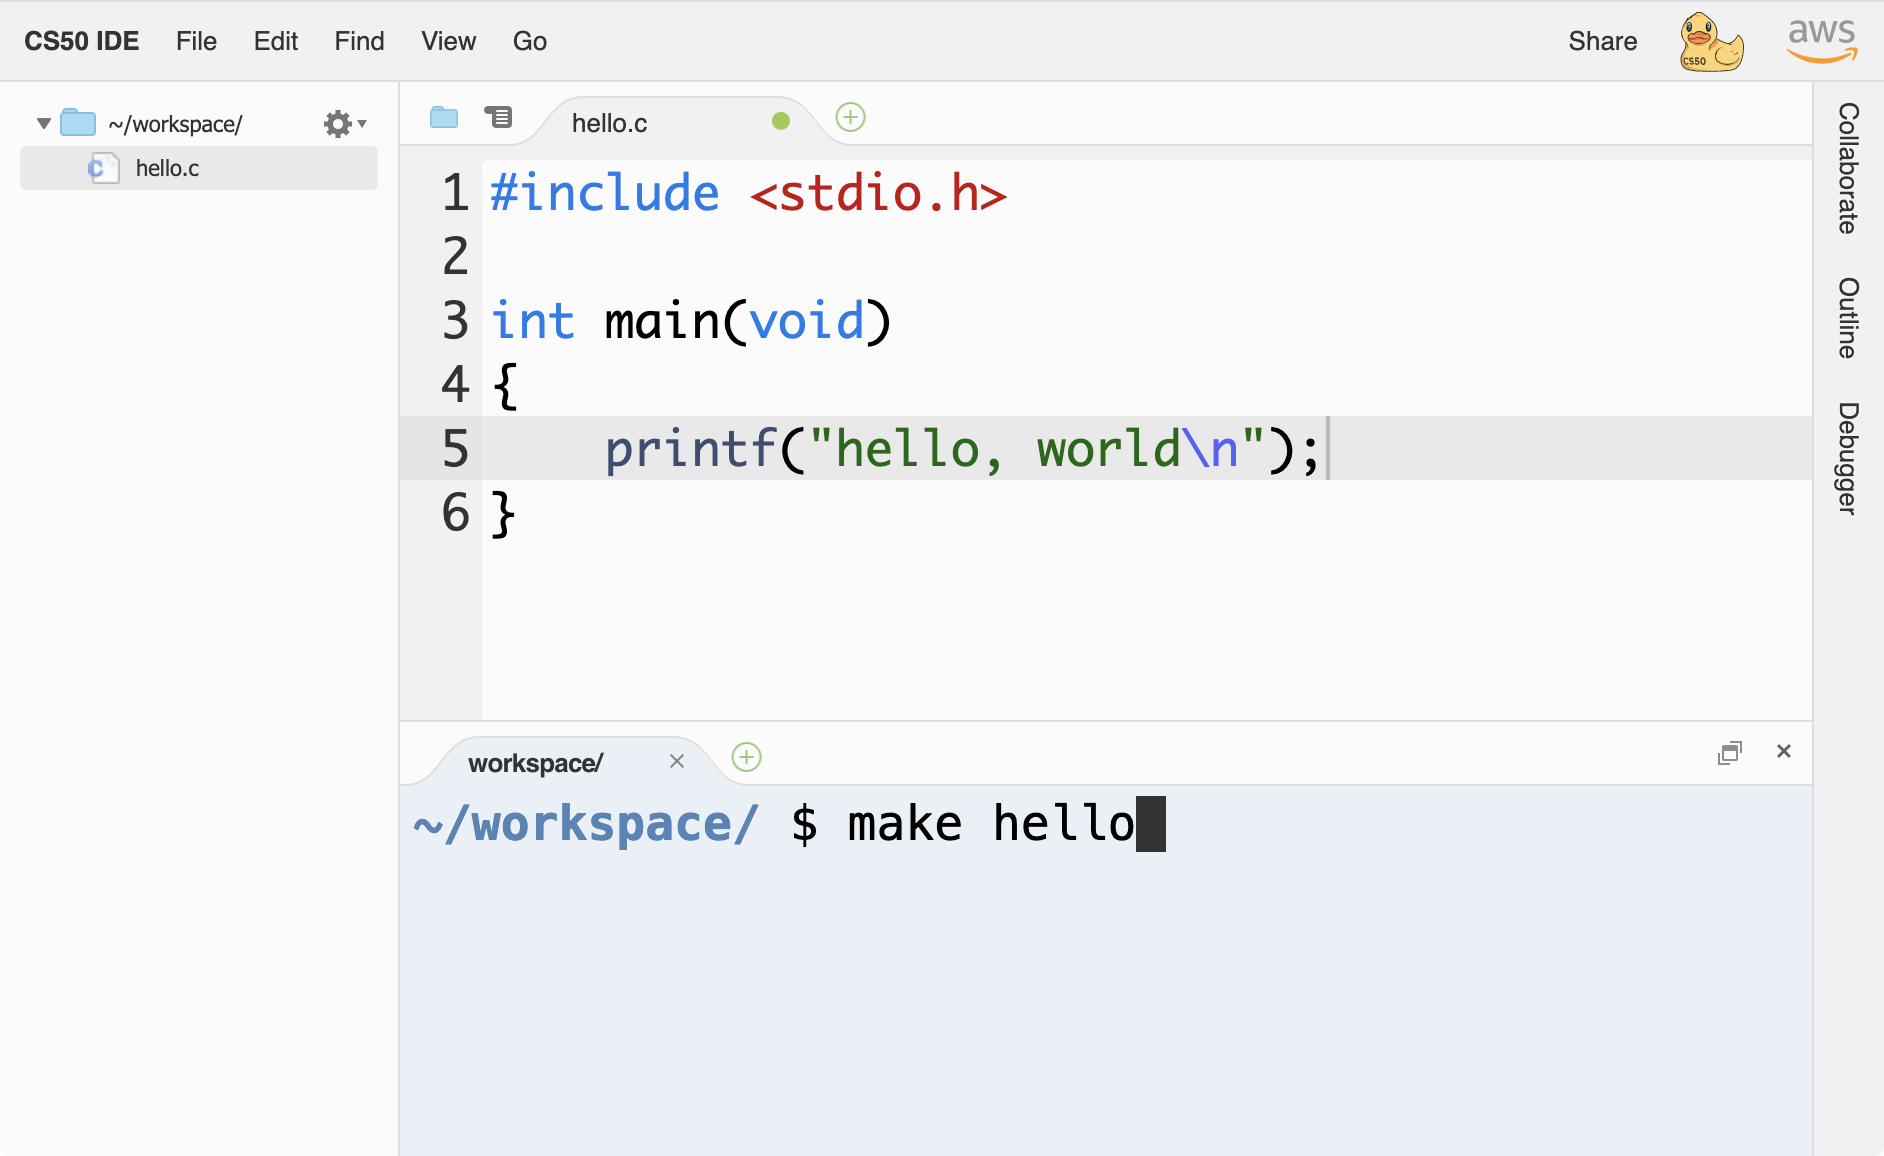 CS50 IDE File Edit Find View Go Share CS50 aws
~/workspace/
hello.c
hello.c
1 #include <stdio.h>
2
3 int main(void)
4 {
5     printf("hello, world\n");
6 }
workspace/
~/workspace/ $ make hello
Collaborate
Outline
Debugger